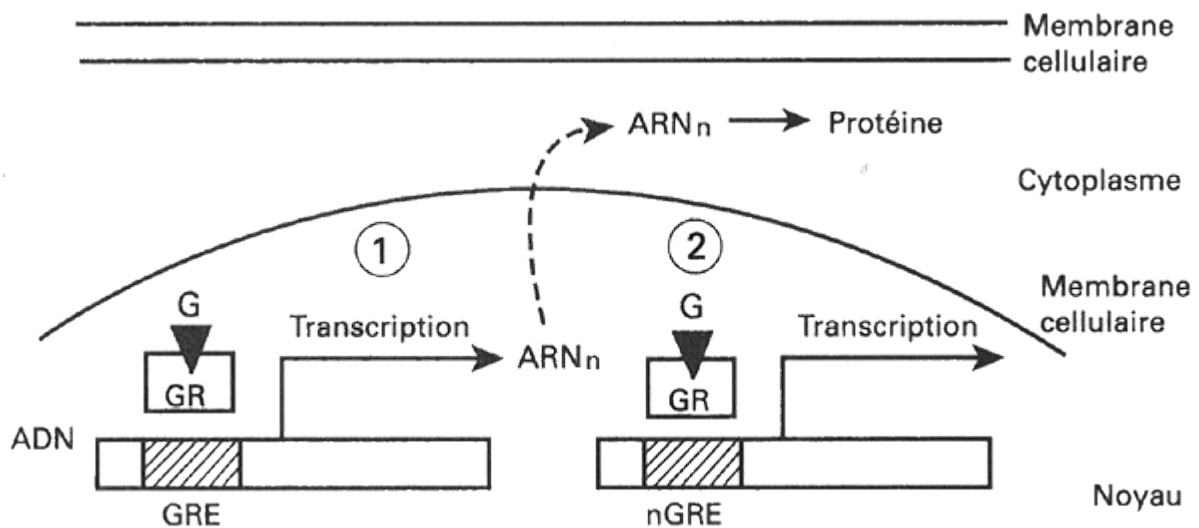 Membrane
cellulaire
ARNn
Protéine
Cytoplasme
1
2
Membrane
cellulaire
G
Transcription
G
Transcription
ARNn
GR
GR
ADN
GRE
nGRE
Noyau